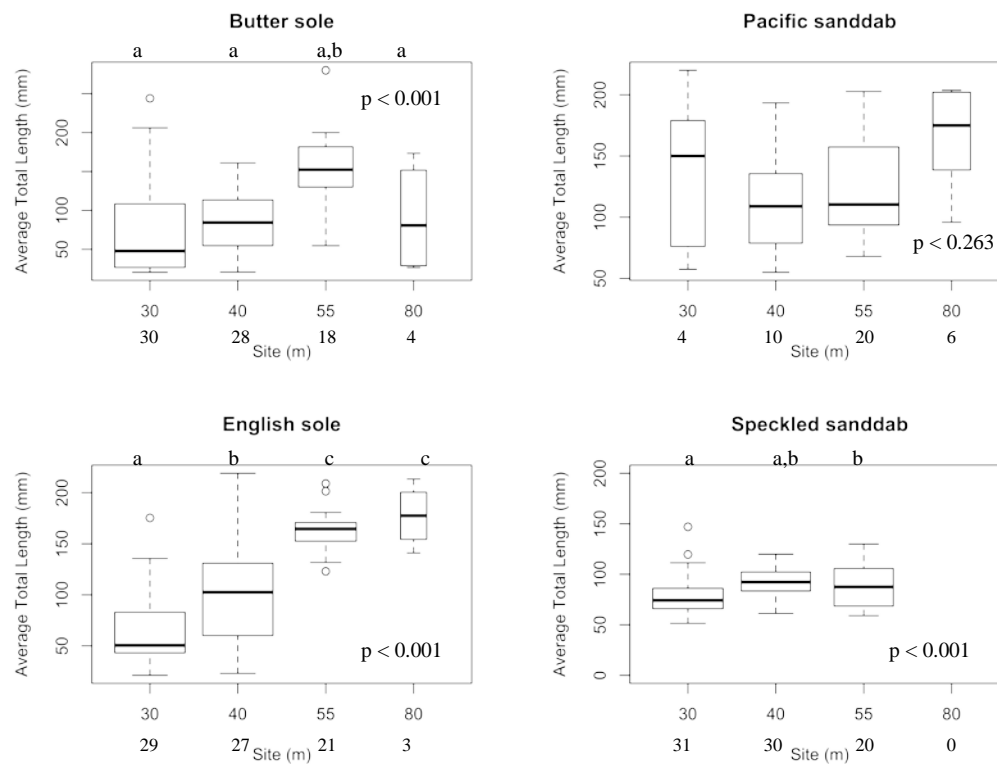 Butter sole
a a a,b a
p < 0.001
Average Total Length (mm)
200
100
50
30 40 55 80
30 28 18 4
Site (m)
Pacific sanddab
Average Total Length (mm)
200
150
100
50
p < 0.263
30 40 55 80
4 10 20 6
Site (m)
English sole
a b c c
Average Total Length (mm)
200
150
100
50
p < 0.001
30 40 55 80
29 27 21 3
Site (m)
Speckled sanddab
a a,b b
Average Total Length (mm)
200
150
100
50
0
p < 0.001
30 40 55 80
31 30 20 0
Site (m)